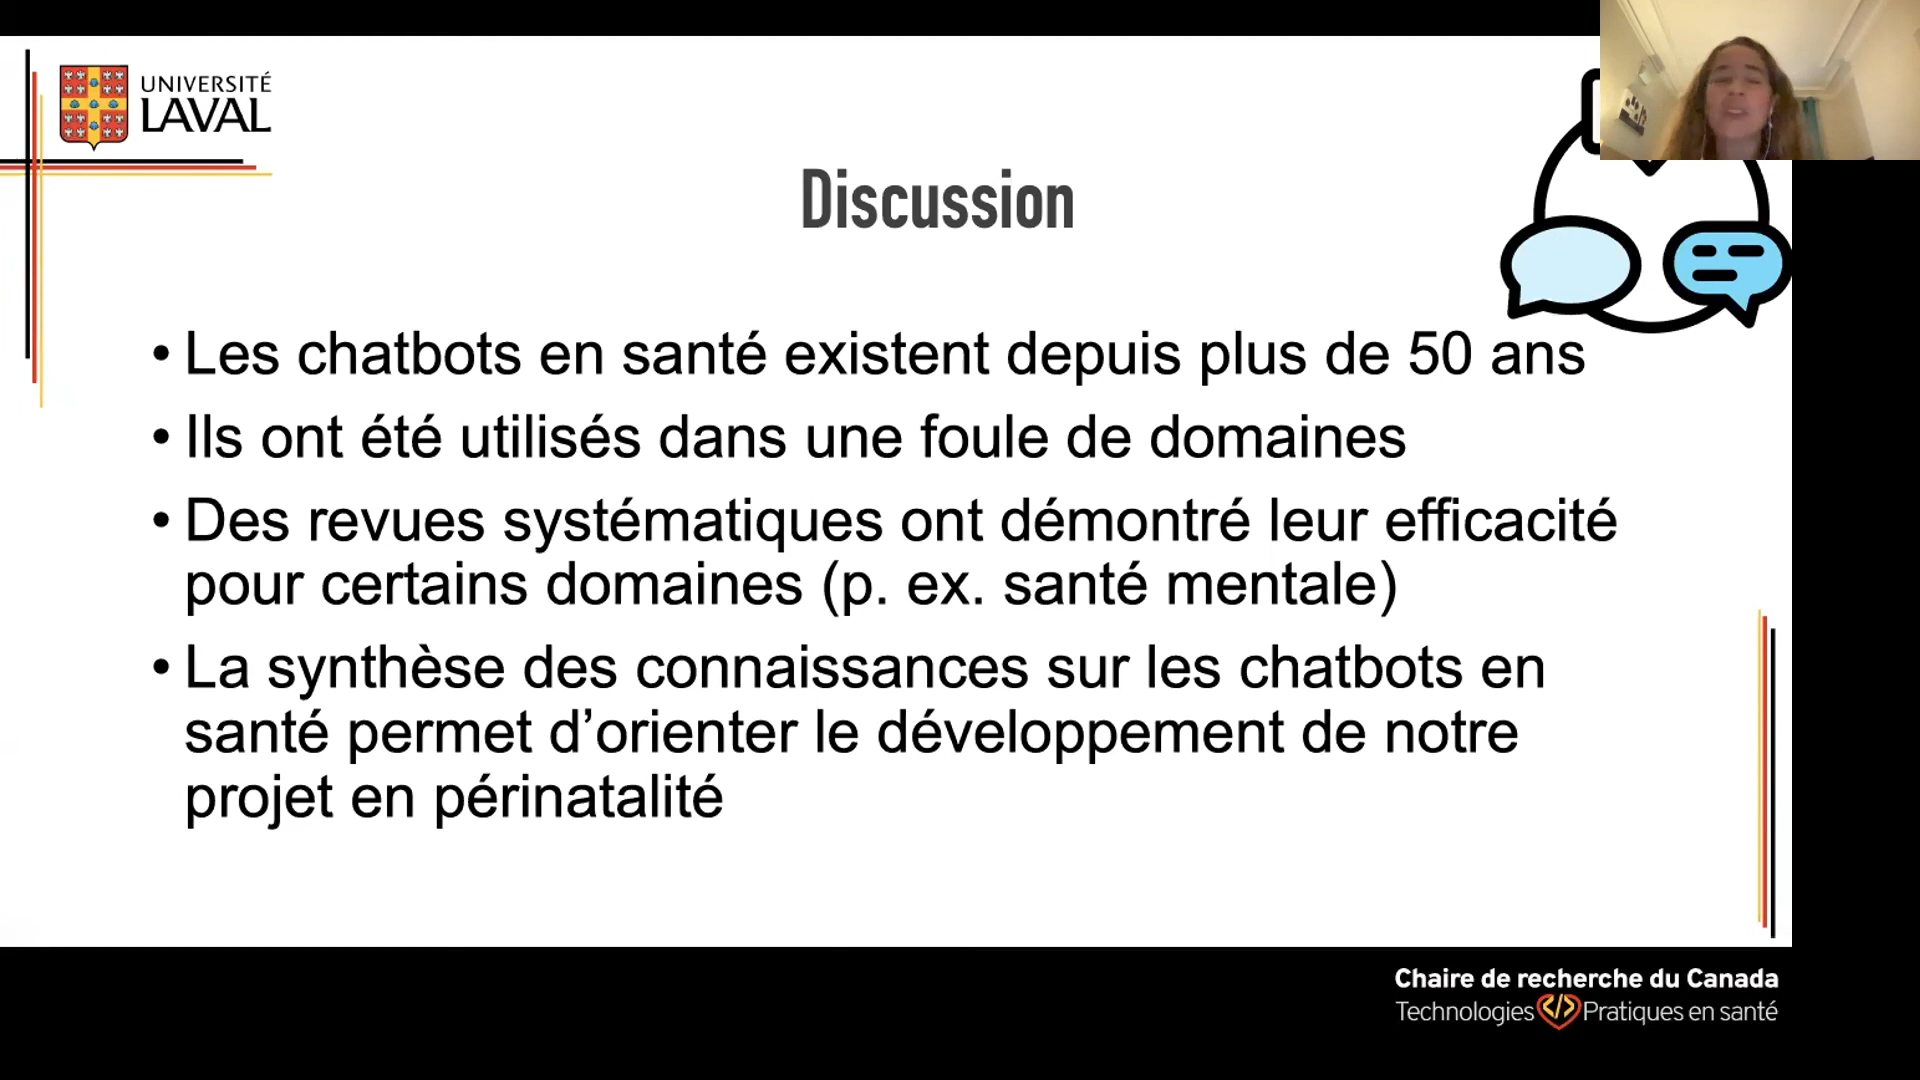 UNIVERSITÉ
LAVAL
Discussion
• Les chatbots en santé existent depuis plus de 50 ans
• Ils ont été utilisés dans une foule de domaines
• Des revues systématiques ont démontré leur efficacité
pour certains domaines (p. ex. santé mentale)
• La synthèse des connaissances sur les chatbots en
santé permet d’orienter le développement de notre
projet en périnatalité
Chaire de recherche du Canada
Technologies </> Pratiques en santé